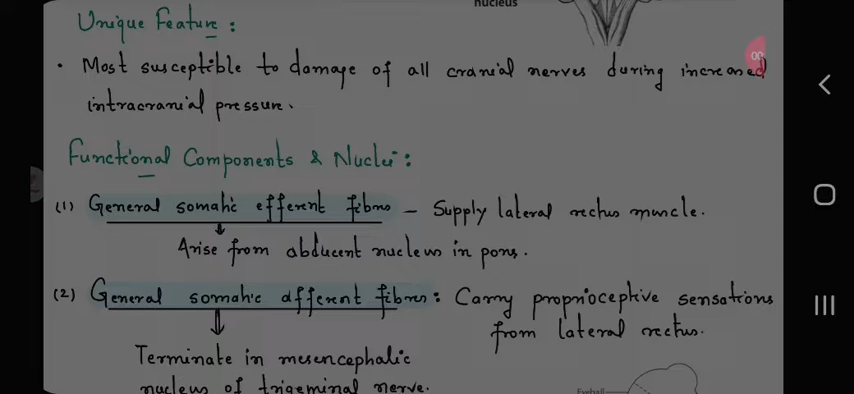 nucleus
Unique Feature :
• Most susceptible to damage of all cranial nerves during increased
intracranial pressure.
Functional Components & Nuclei :
(1) General somatic efferent fibres – Supply lateral rectus muscle.
Arise from abducent nucleus in pons.
(2) General somatic afferent fibres : Carry proprioceptive sensations
from lateral rectus.
Terminate in mesencephalic
nucleus of trigeminal nerve.
Eyeball